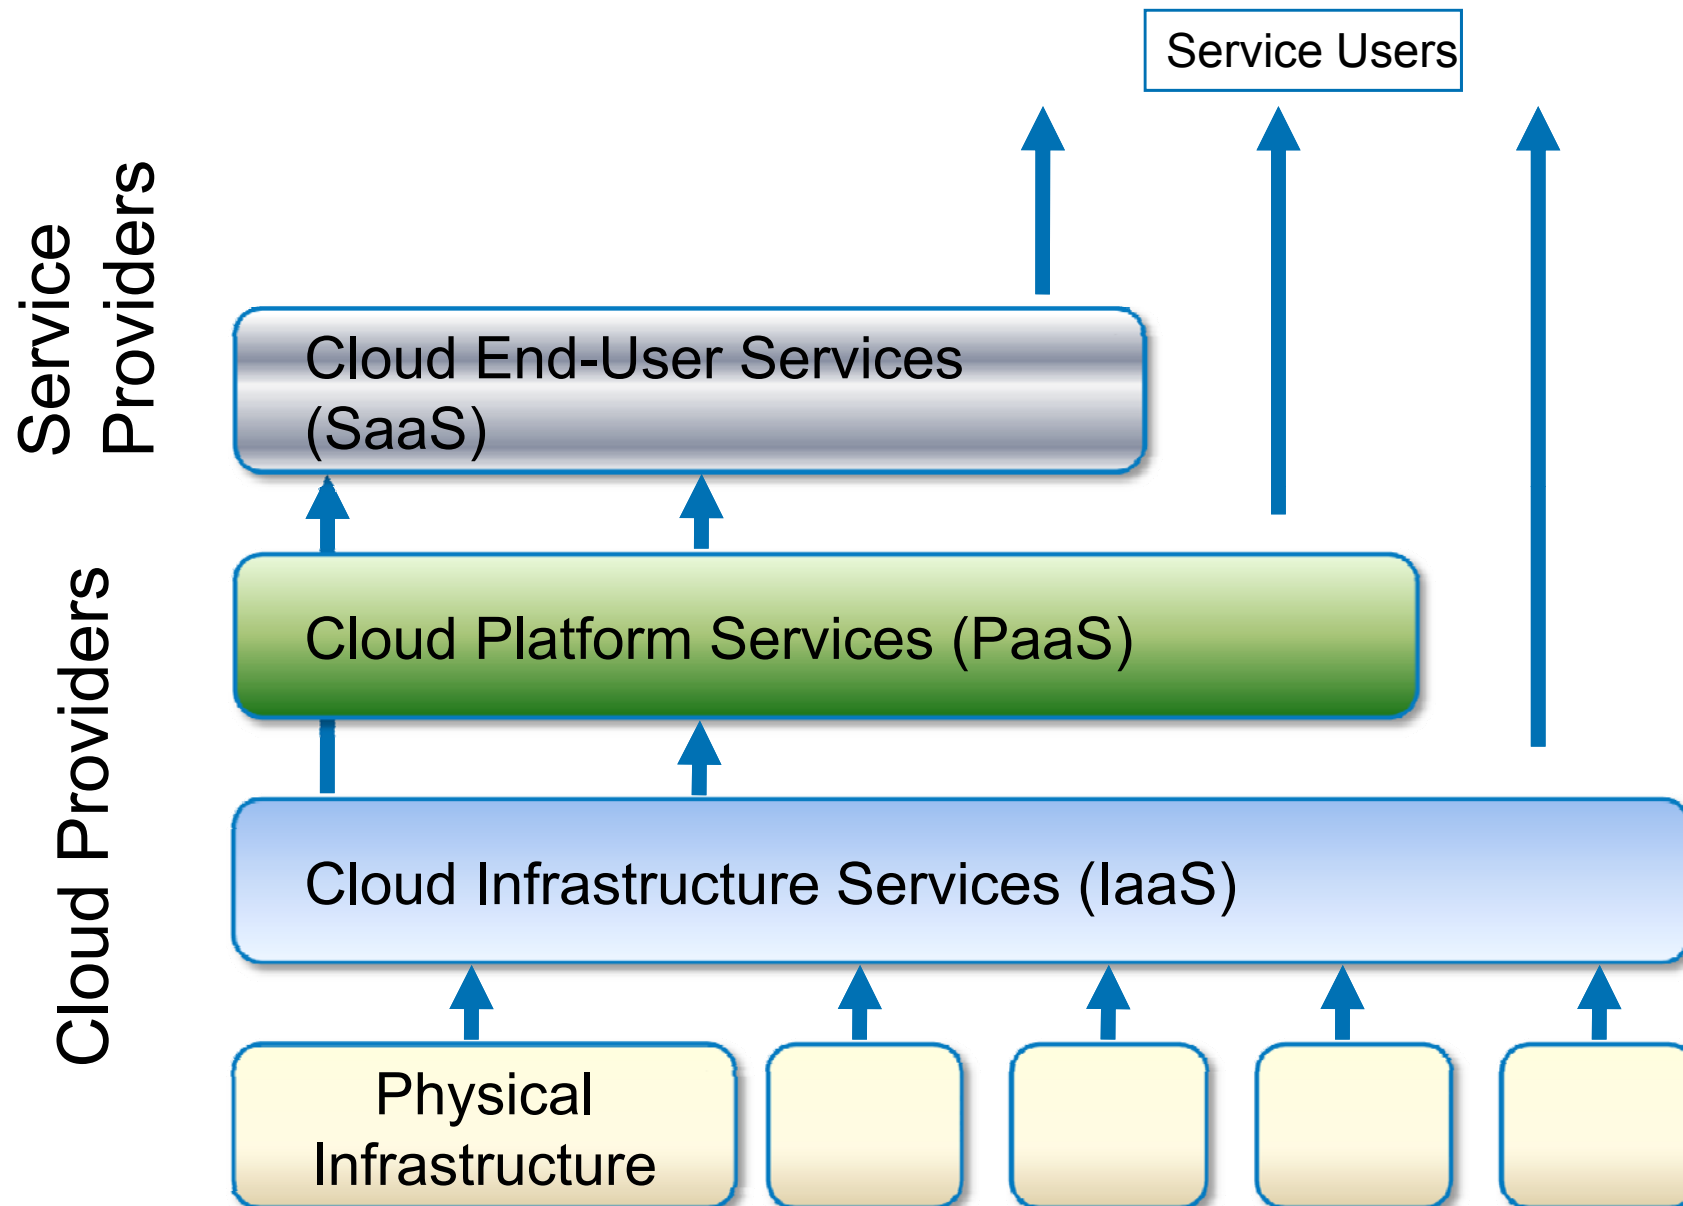 Service Users
Service
Providers
Cloud End-User Services
(SaaS)
Cloud Platform Services (PaaS)
Cloud Providers
Cloud Infrastructure Services (IaaS)
Physical
Infrastructure